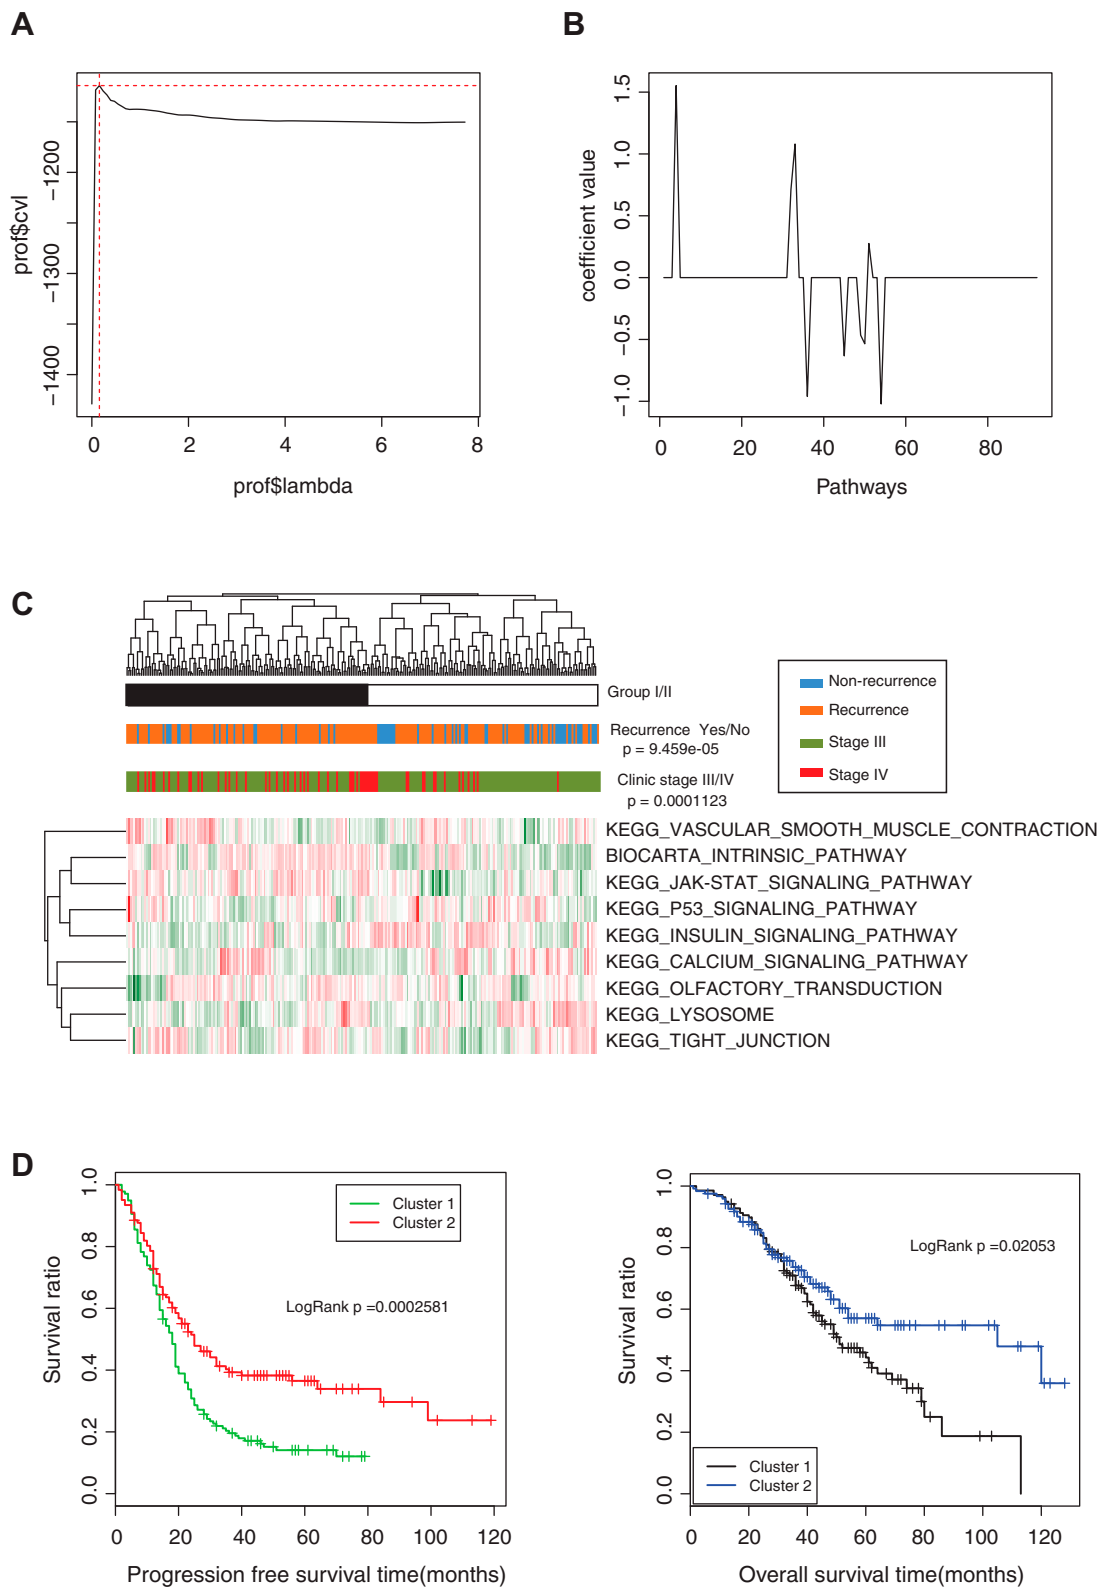 A
B
prof$cvl
−1200
−1300
−1400
0 2 4 6 8
prof$lambda
coefficient value
1.5
1.0
0.5
0.0
−0.5
−1.0
0 20 40 60 80
Pathways
C
Group I/II
Recurrence Yes/No
p = 9.459e-05
Clinic stage III/IV
p = 0.0001123
Non-recurrence
Recurrence
Stage III
Stage IV
KEGG_VASCULAR_SMOOTH_MUSCLE_CONTRACTION
BIOCARTA_INTRINSIC_PATHWAY
KEGG_JAK-STAT_SIGNALING_PATHWAY
KEGG_P53_SIGNALING_PATHWAY
KEGG_INSULIN_SIGNALING_PATHWAY
KEGG_CALCIUM_SIGNALING_PATHWAY
KEGG_OLFACTORY_TRANSDUCTION
KEGG_LYSOSOME
KEGG_TIGHT_JUNCTION
D
Survival ratio
1.0
0.8
0.6
0.4
0.2
0.0
Cluster 1
Cluster 2
LogRank p =0.0002581
0 20 40 60 80 100 120
Progression free survival time(months)
Survival ratio
1.0
0.8
0.6
0.4
0.2
0.0
LogRank p =0.02053
Cluster 1
Cluster 2
0 20 40 60 80 100 120
Overall survival time(months)